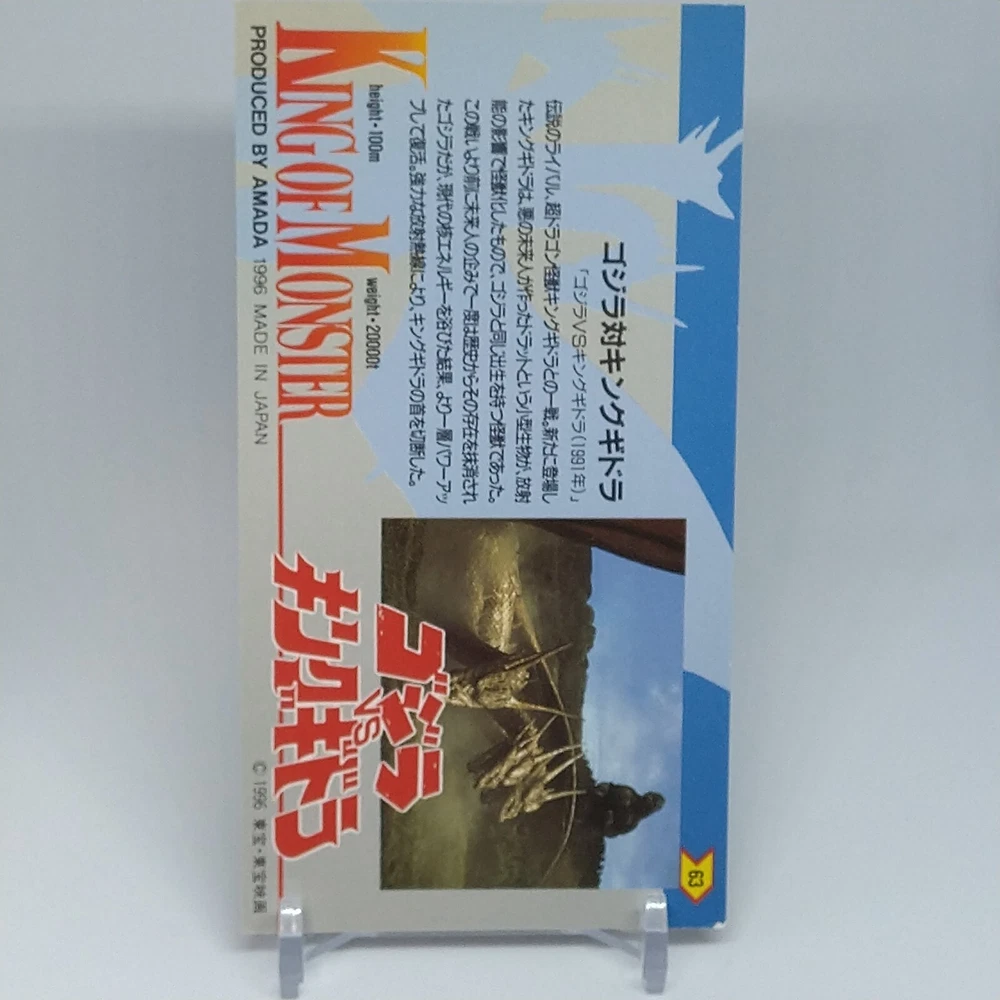 63
ゴジラ対キングギドラ
「ゴジラVSキングギドラ(1991年)」
伝説のライバル、超ドラゴン怪獣キングギドラとの一戦。新たに登場し
たキングギドラは、悪の未来人が作ったドラットという小型生物が、放射
能の影響で怪獣化したもので、ゴジラと同じ出生を持つ怪獣であった。
この戦いより前に未来人の企みで一度は歴史からその存在を抹消され
たゴジラだが、現代の核エネルギーを浴びた結果、より一層パワーアッ
プして復活。強力な放射熱線により、キングギドラの首を切断した。
height・100m
weight・20000t
KING OF MONSTER
ゴジラ
VS
キングギドラ
PRODUCED BY AMADA 1996 MADE IN JAPAN
© 1996 東宝・東宝映画